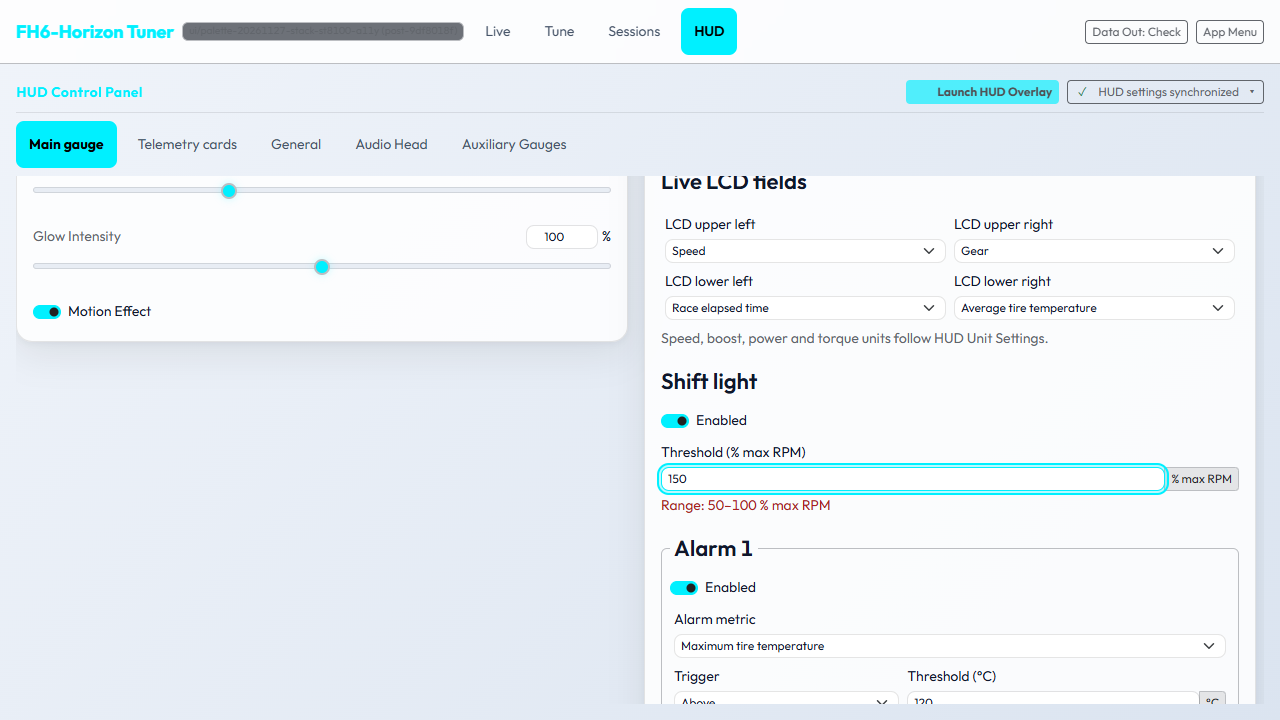 FH6-Horizon Tuner
Live
Tune
Sessions
HUD
Data Out: Check
App Menu
HUD Control Panel
Launch HUD Overlay
✓ HUD settings synchronized
Main gauge
Telemetry cards
General
Audio Head
Auxiliary Gauges
Glow Intensity
100 %
Motion Effect
Live LCD fields
LCD upper left
LCD upper right
Speed
Gear
LCD lower left
LCD lower right
Race elapsed time
Average tire temperature
Speed, boost, power and torque units follow HUD Unit Settings.
Shift light
Enabled
Threshold (% max RPM)
150
% max RPM
Range: 50–100 % max RPM
Alarm 1
Enabled
Alarm metric
Maximum tire temperature
Trigger
Threshold (°C)
Above
120
°C